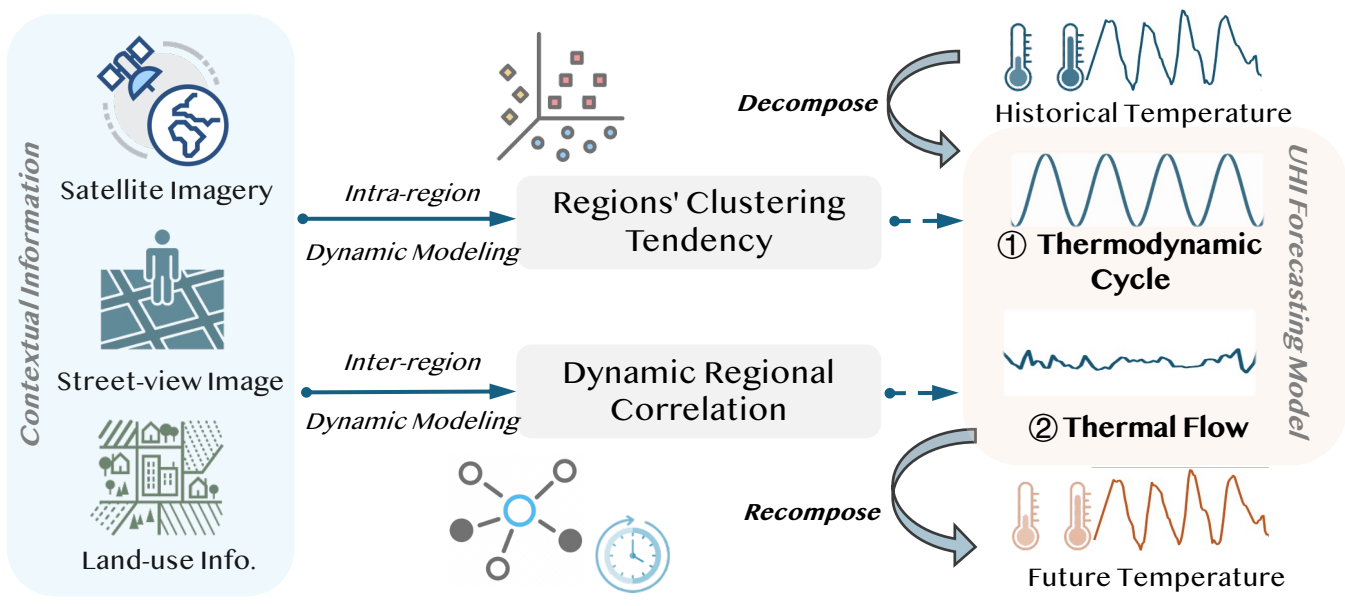 Contextual Information
Satellite Imagery
Street-view Image
Land-use Info.
Intra-region
Dynamic Modeling
Inter-region
Dynamic Modeling
Regions' Clustering
Tendency
Dynamic Regional
Correlation
Decompose
Recompose
Historical Temperature
① Thermodynamic
Cycle
② Thermal Flow
UHI Forecasting Model
Future Temperature